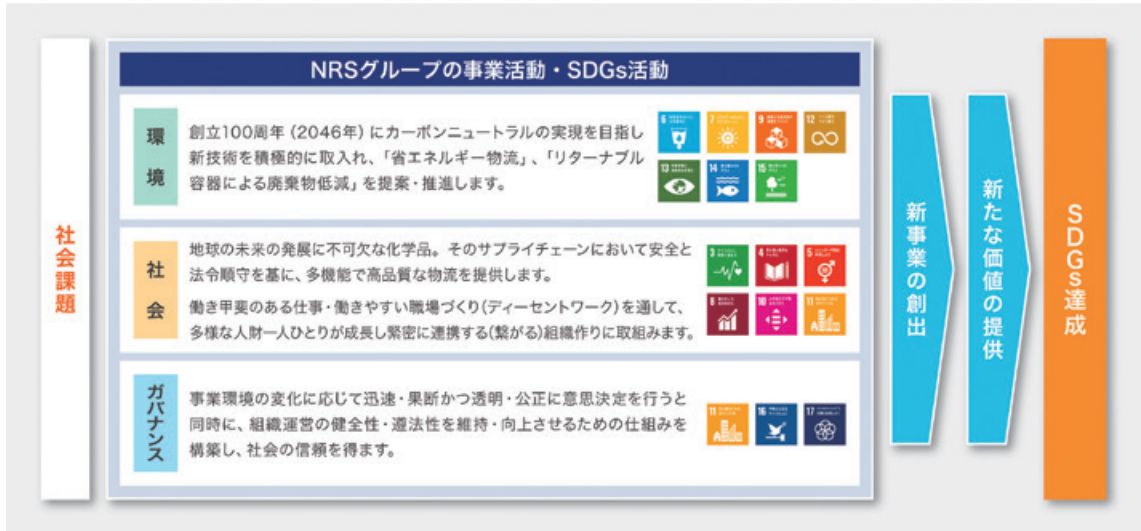 社会課題
NRSグループの事業活動・SDGs活動
環境
創立100周年(2046年)にカーボンニュートラルの実現を目指し
新技術を積極的に取入れ、「省エネルギー物流」、「リターナブル
容器による廃棄物低減」を提案・推進します。
6
7
9
12
13
14
15
社会
地球の未来の発展に不可欠な化学品。そのサプライチェーンにおいて安全と
法令順守を基に、多機能で高品質な物流を提供します。
働き甲斐のある仕事・働きやすい職場づくり(ディーセントワーク)を通して、
多様な人財一人ひとりが成長し緊密に連携する(繋がる)組織作りに取組みます。
3
4
5
8
10
11
ガバナンス
事業環境の変化に応じて迅速・果断かつ透明・公正に意思決定を行うと
同時に、組織運営の健全性・遵法性を維持・向上させるための仕組みを
構築し、社会の信頼を得ます。
11
16
17
新事業の創出
新たな価値の提供
SDGs達成